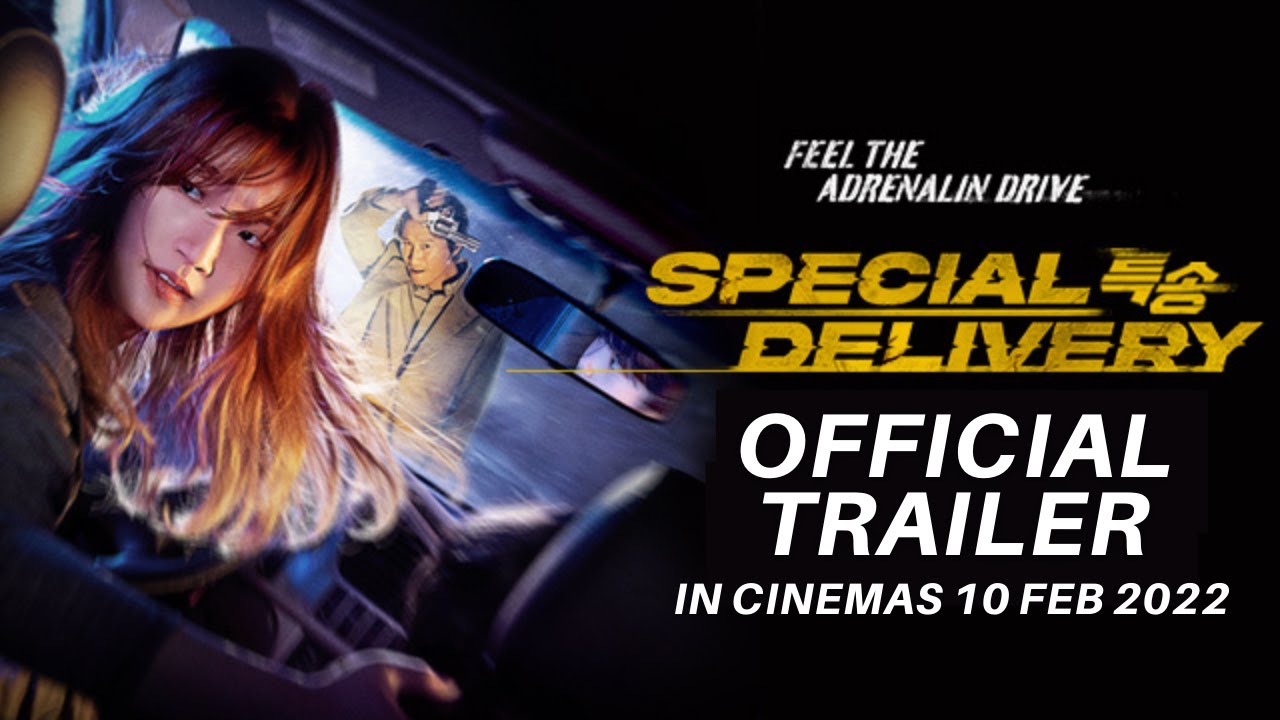 FEEL THE
ADRENALIN DRIVE
SPECIAL 특송
DELIVERY
OFFICIAL
TRAILER
IN CINEMAS 10 FEB 2022